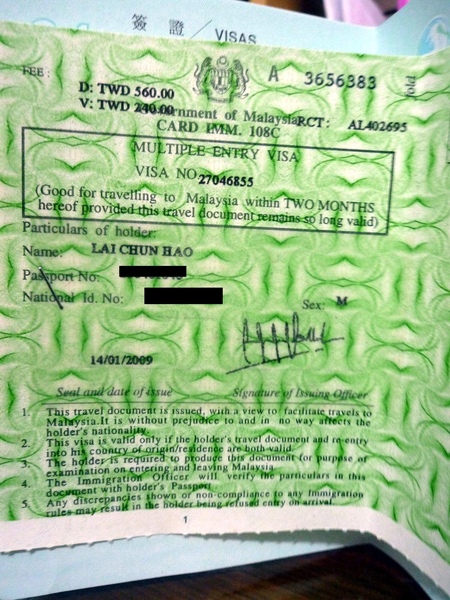 簽 證 / VISAS
FEE :
A 3656383
D: TWD 560.00
V: TWD 240.00
ernment of Malaysia RCT: AL402695
CARD IMM. 108C
MULTIPLE ENTRY VISA
VISA NO 27046855
(Good for travelling to Malaysia within TWO MONTHS
hereof provided this travel document remains so long valid)
Particulars of holder:
Name: LAI CHUN HAO
Passport No:
National Id. No:
Sex: M
14/01/2009
Seal and date of issue
Signature of Issuing Officer
1. This travel document is issued, with a view to facilitate travels to
Malaysia.It is without prejudice to and in no way affects the
holder's nationality.
2. This visa is valid only if the holder's travel document and re-entry
into his country of origin/residence are both valid.
3. The holder is required to produce this document for purpose of
examination on entering and leaving Malaysia.
4. The Immigration Officer will verify the particulars in this
document with holder's Passport.
5. Any discrepancies shown or non-compliance to any Immigration
rules may result in the holder being refused entry on arrival.
1